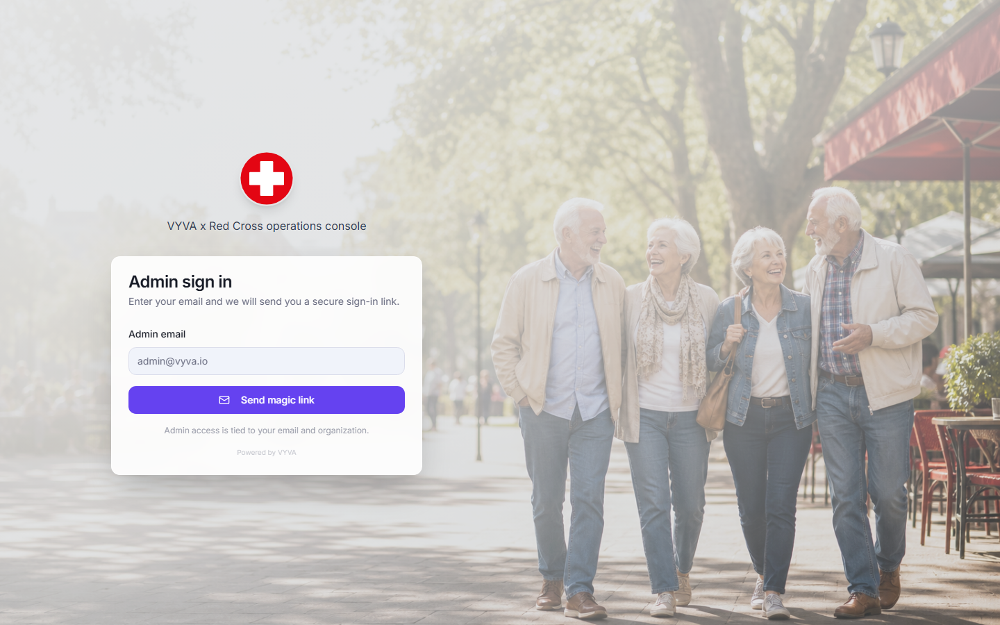 VYVA x Red Cross operations console
Admin sign in
Enter your email and we will send you a secure sign-in link.
Admin email
admin@vyva.io
Send magic link
Admin access is tied to your email and organization.
Powered by VYVA